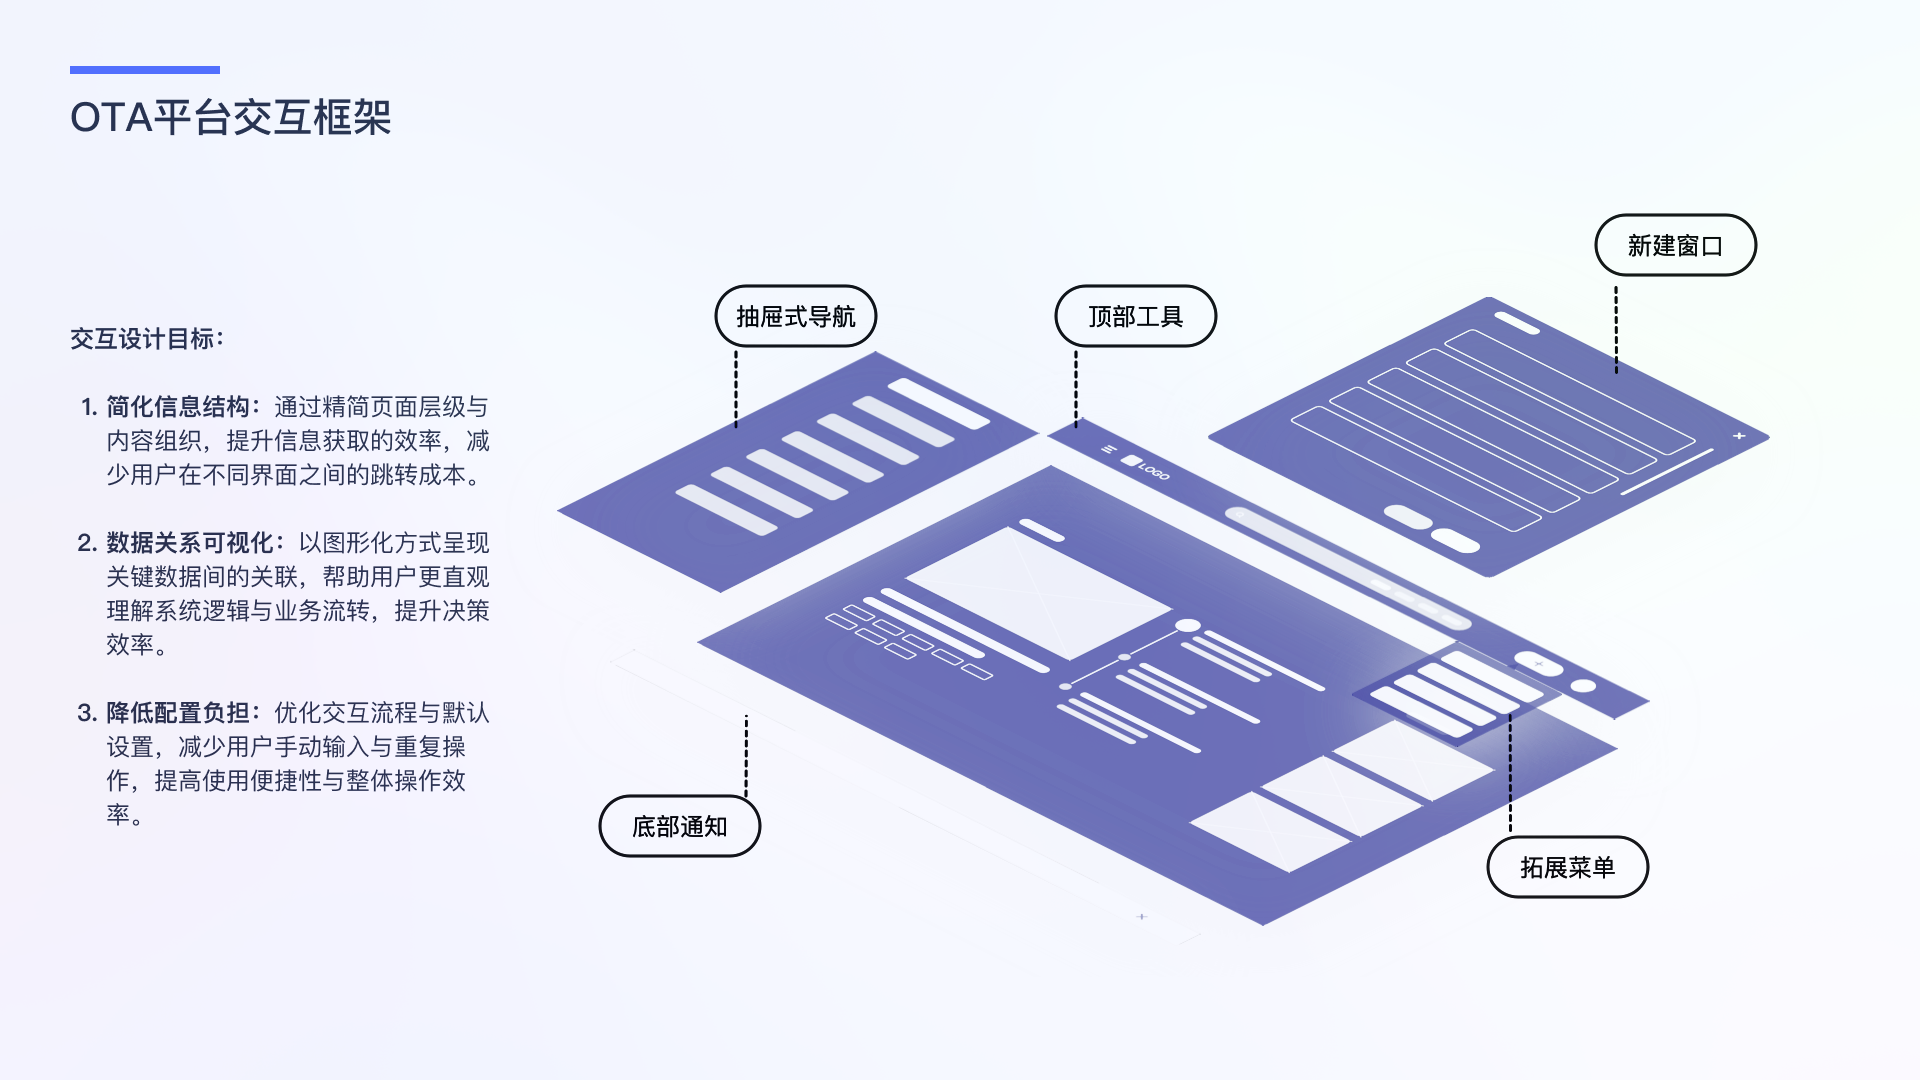 OTA平台交互框架
交互设计目标：
1. 简化信息结构：通过精简页面层级与
内容组织，提升信息获取的效率，减
少用户在不同界面之间的跳转成本。
2. 数据关系可视化：以图形化方式呈现
关键数据间的关联，帮助用户更直观
理解系统逻辑与业务流转，提升决策
效率。
3. 降低配置负担：优化交互流程与默认
设置，减少用户手动输入与重复操
作，提高使用便捷性与整体操作效
率。
抽屉式导航
顶部工具
新建窗口
LOGO
底部通知
拓展菜单